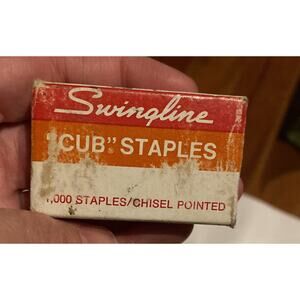 Swingline
"CUB" STAPLES
1,000 STAPLES/CHISEL POINTED